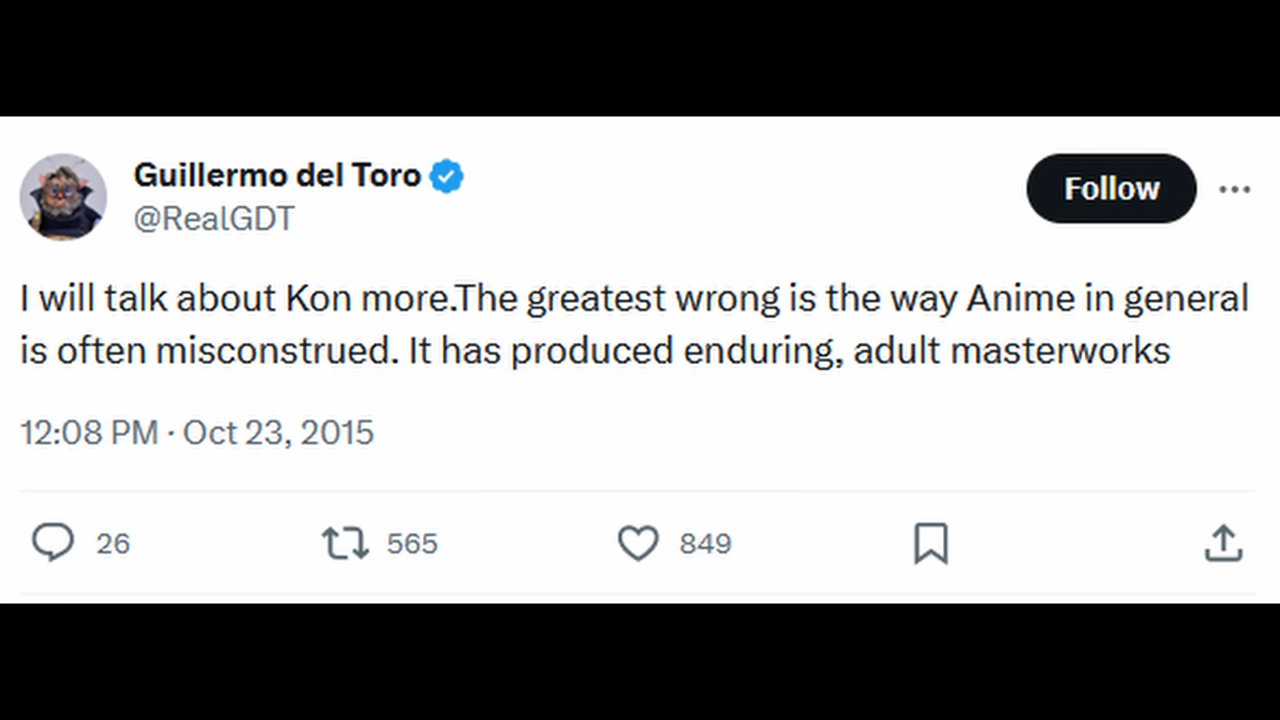 Guillermo del Toro
@RealGDT
Follow
I will talk about Kon more.The greatest wrong is the way Anime in general
is often misconstrued. It has produced enduring, adult masterworks
12:08 PM · Oct 23, 2015
26
565
849